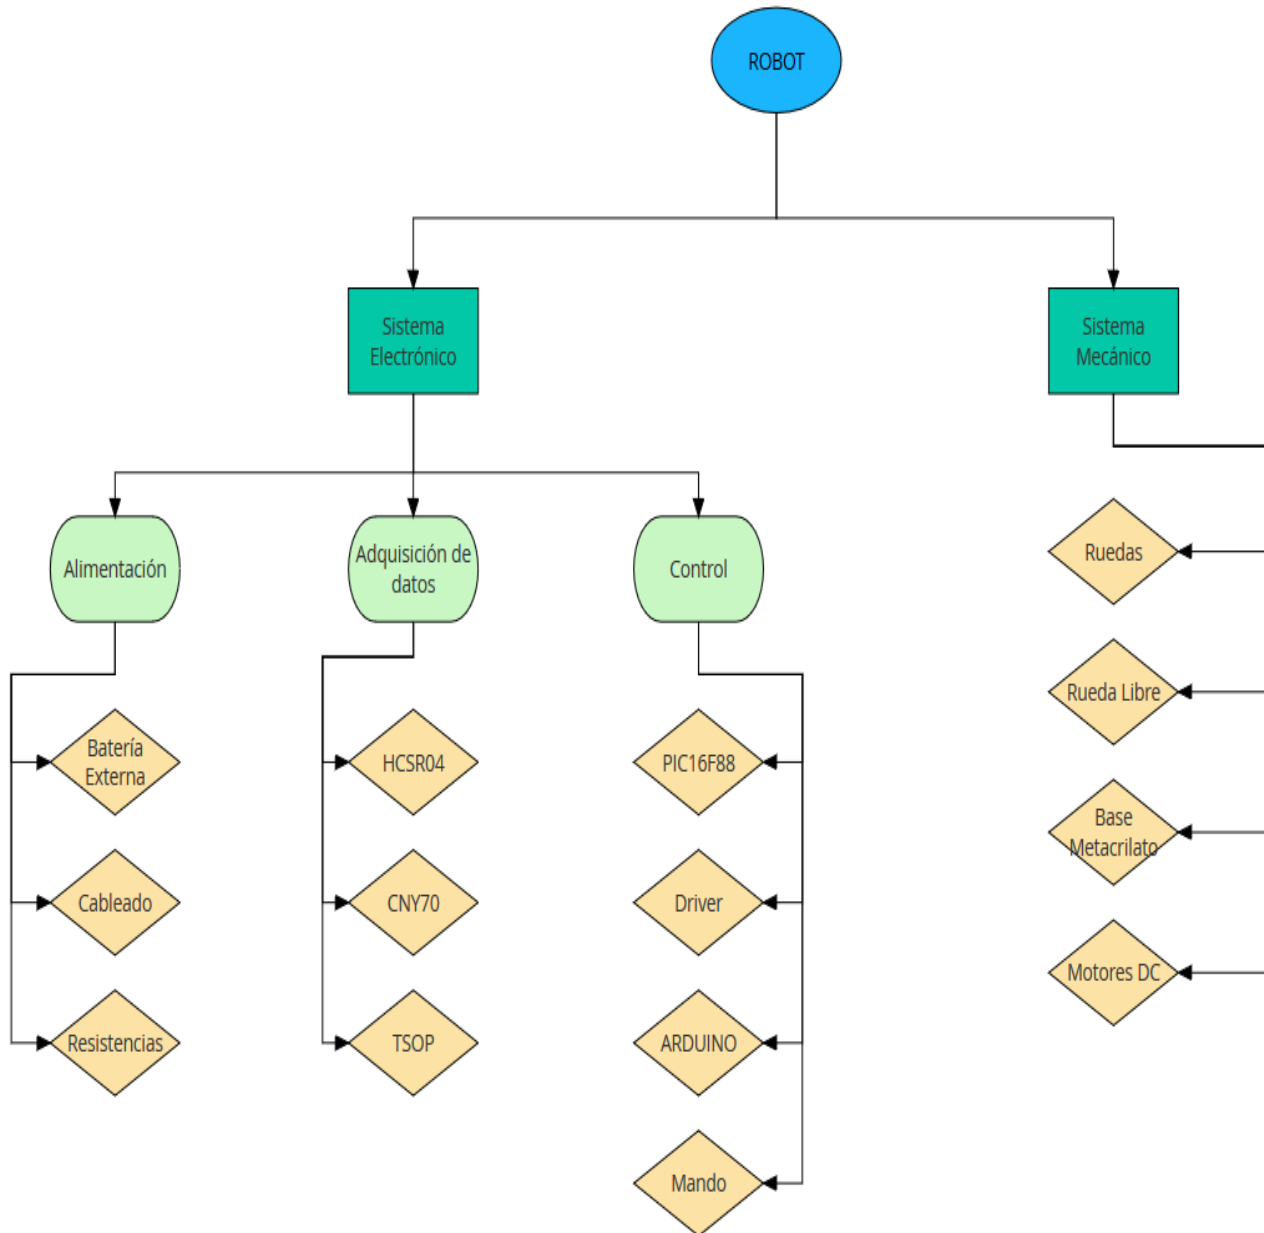 ROBOT
Sistema
Electrónico
Sistema
Mecánico
Alimentación
Adquisición de
datos
Control
Ruedas
Rueda Libre
Base
Metacrilato
Motores DC
Batería
Externa
Cableado
Resistencias
HCSR04
CNY70
TSOP
PIC16F88
Driver
ARDUINO
Mando